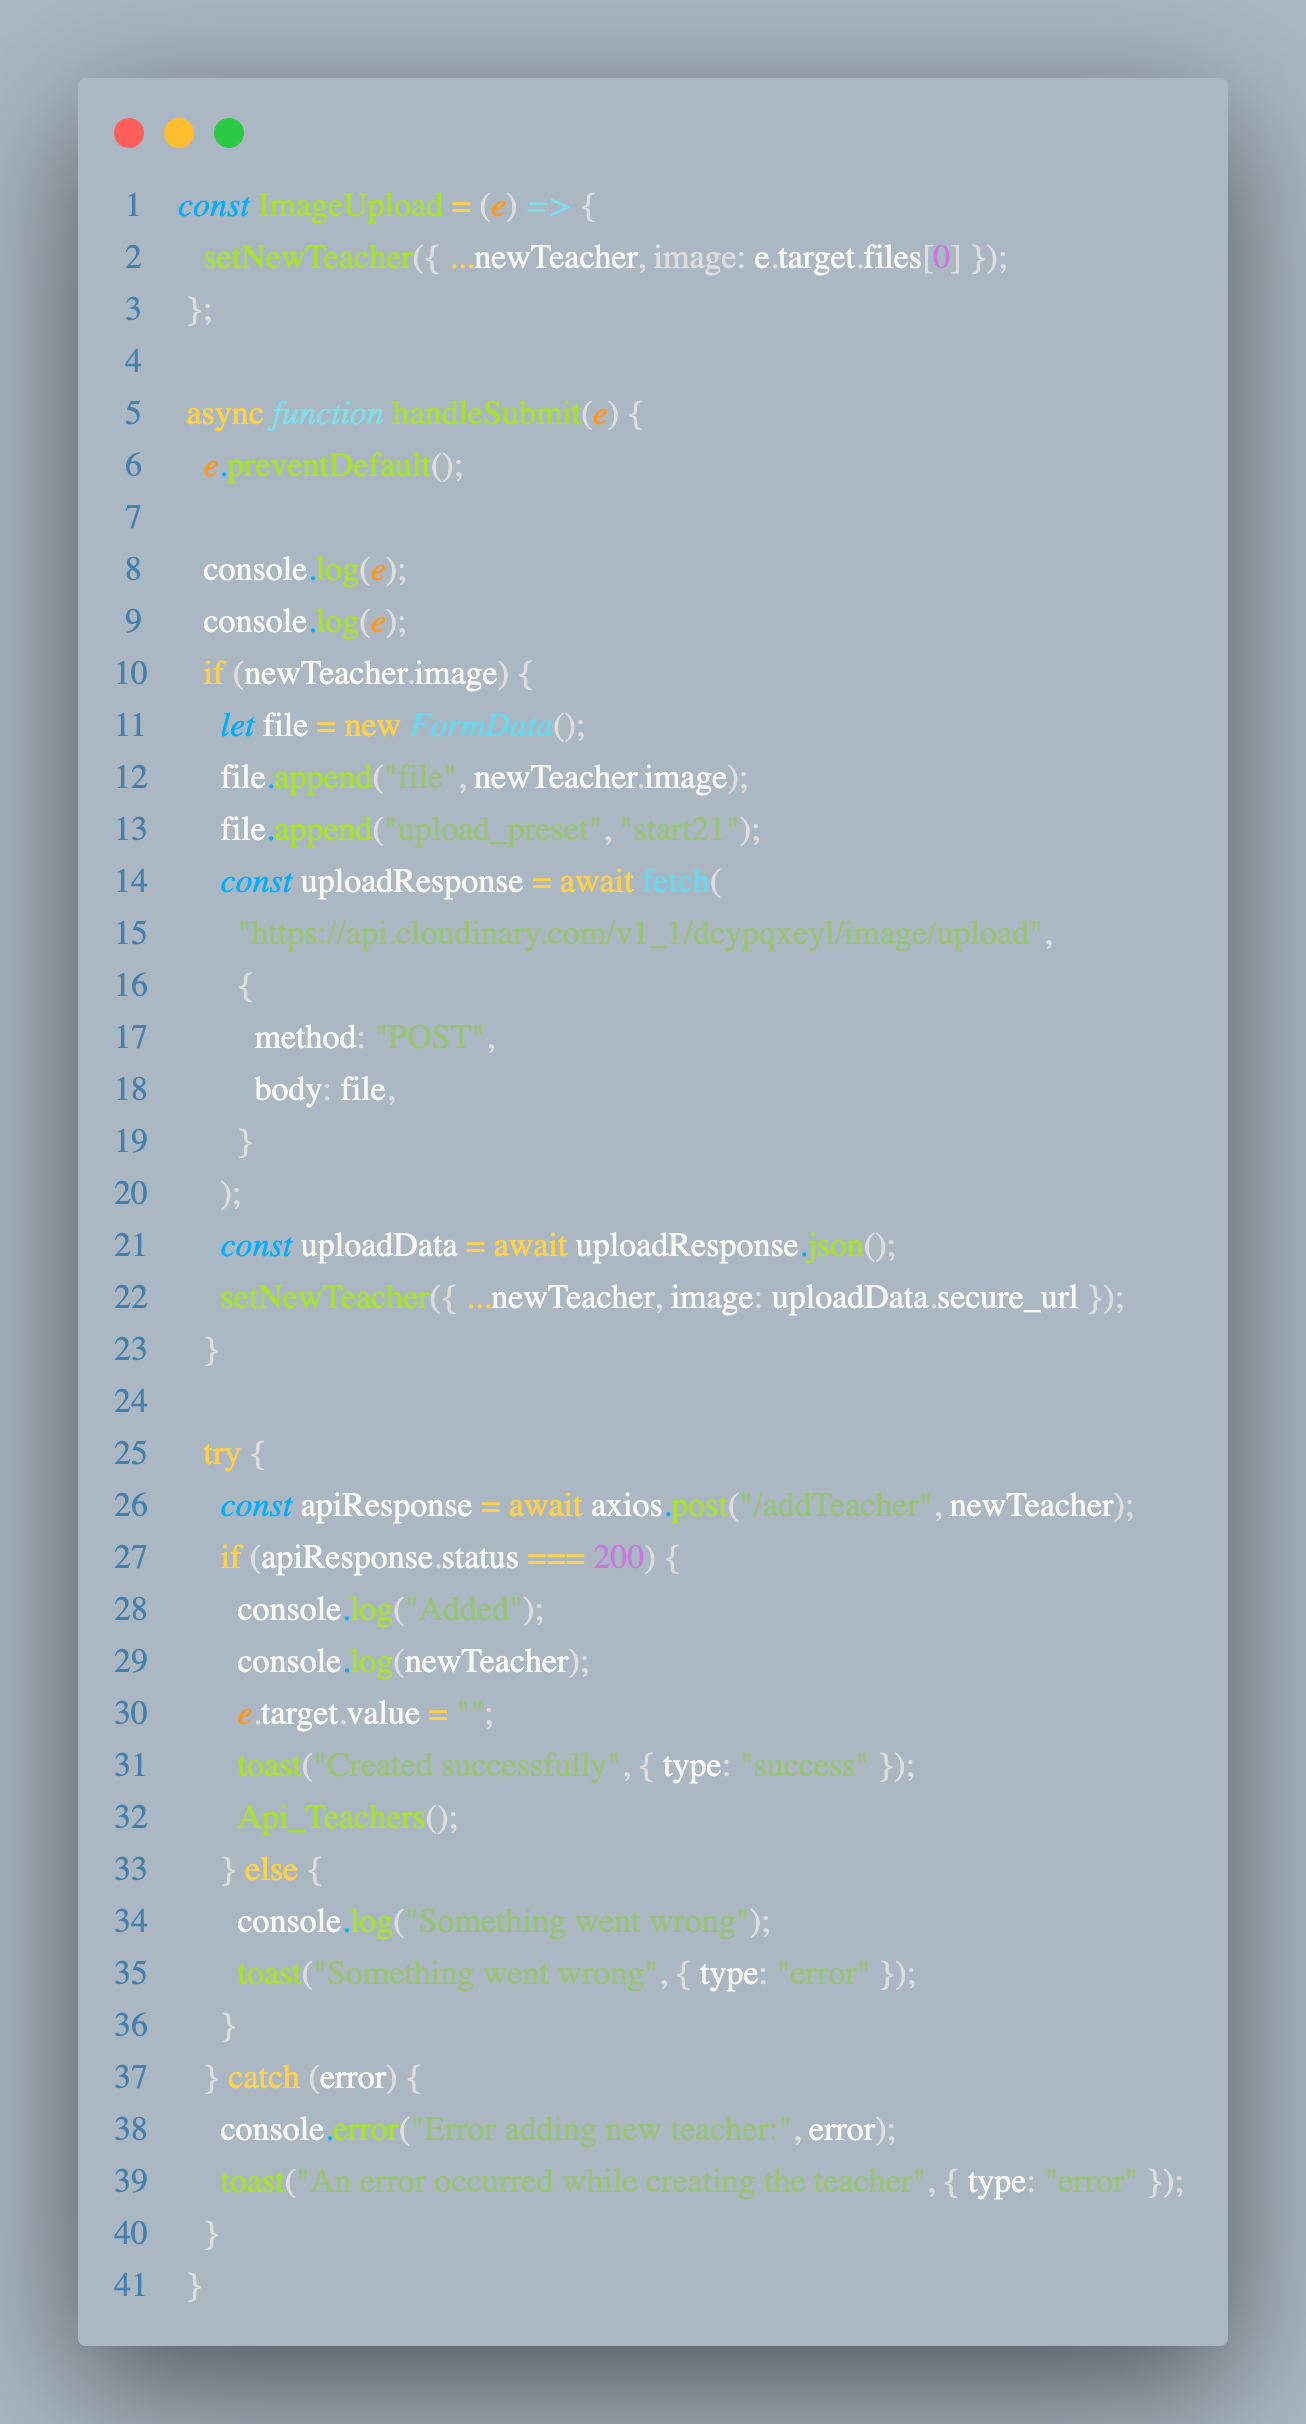 1 const ImageUpload = (e) => {
2 setNewTeacher({ ...newTeacher, image: e.target.files[0] });
3 };
4
5 async function handleSubmit(e) {
6 e.preventDefault();
7
8 console.log(e);
9 console.log(e);
10 if (newTeacher.image) {
11 let file = new FormData();
12 file.append("file", newTeacher.image);
13 file.append("upload_preset", "start21");
14 const uploadResponse = await fetch(
15 "https://api.cloudinary.com/v1_1/dcypqxeyl/image/upload",
16 {
17 method: "POST",
18 body: file,
19 }
20 );
21 const uploadData = await uploadResponse.json();
22 setNewTeacher({ ...newTeacher, image: uploadData.secure_url });
23 }
24
25 try {
26 const apiResponse = await axios.post("/addTeacher", newTeacher);
27 if (apiResponse.status === 200) {
28 console.log("Added");
29 console.log(newTeacher);
30 e.target.value = "";
31 toast("Created successfully", { type: "success" });
32 Api_Teachers();
33 } else {
34 console.log("Something went wrong");
35 toast("Something went wrong", { type: "error" });
36 }
37 } catch (error) {
38 console.error("Error adding new teacher:", error);
39 toast("An error occurred while creating the teacher", { type: "error" });
40 }
41 }